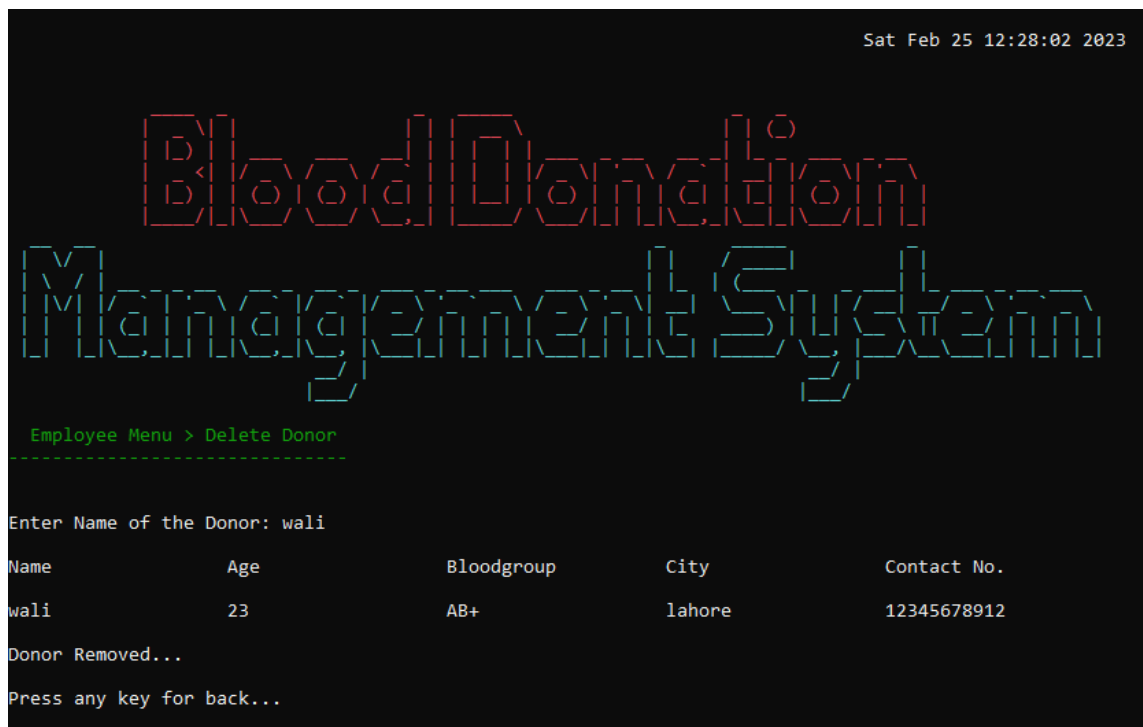 Sat Feb 25 12:28:02 2023
Blood Donation
Management System
Employee Menu > Delete Donor
-------------------------------
Enter Name of the Donor: wali
Name Age Bloodgroup City Contact No.
wali 23 AB+ lahore 12345678912
Donor Removed...
Press any key for back...